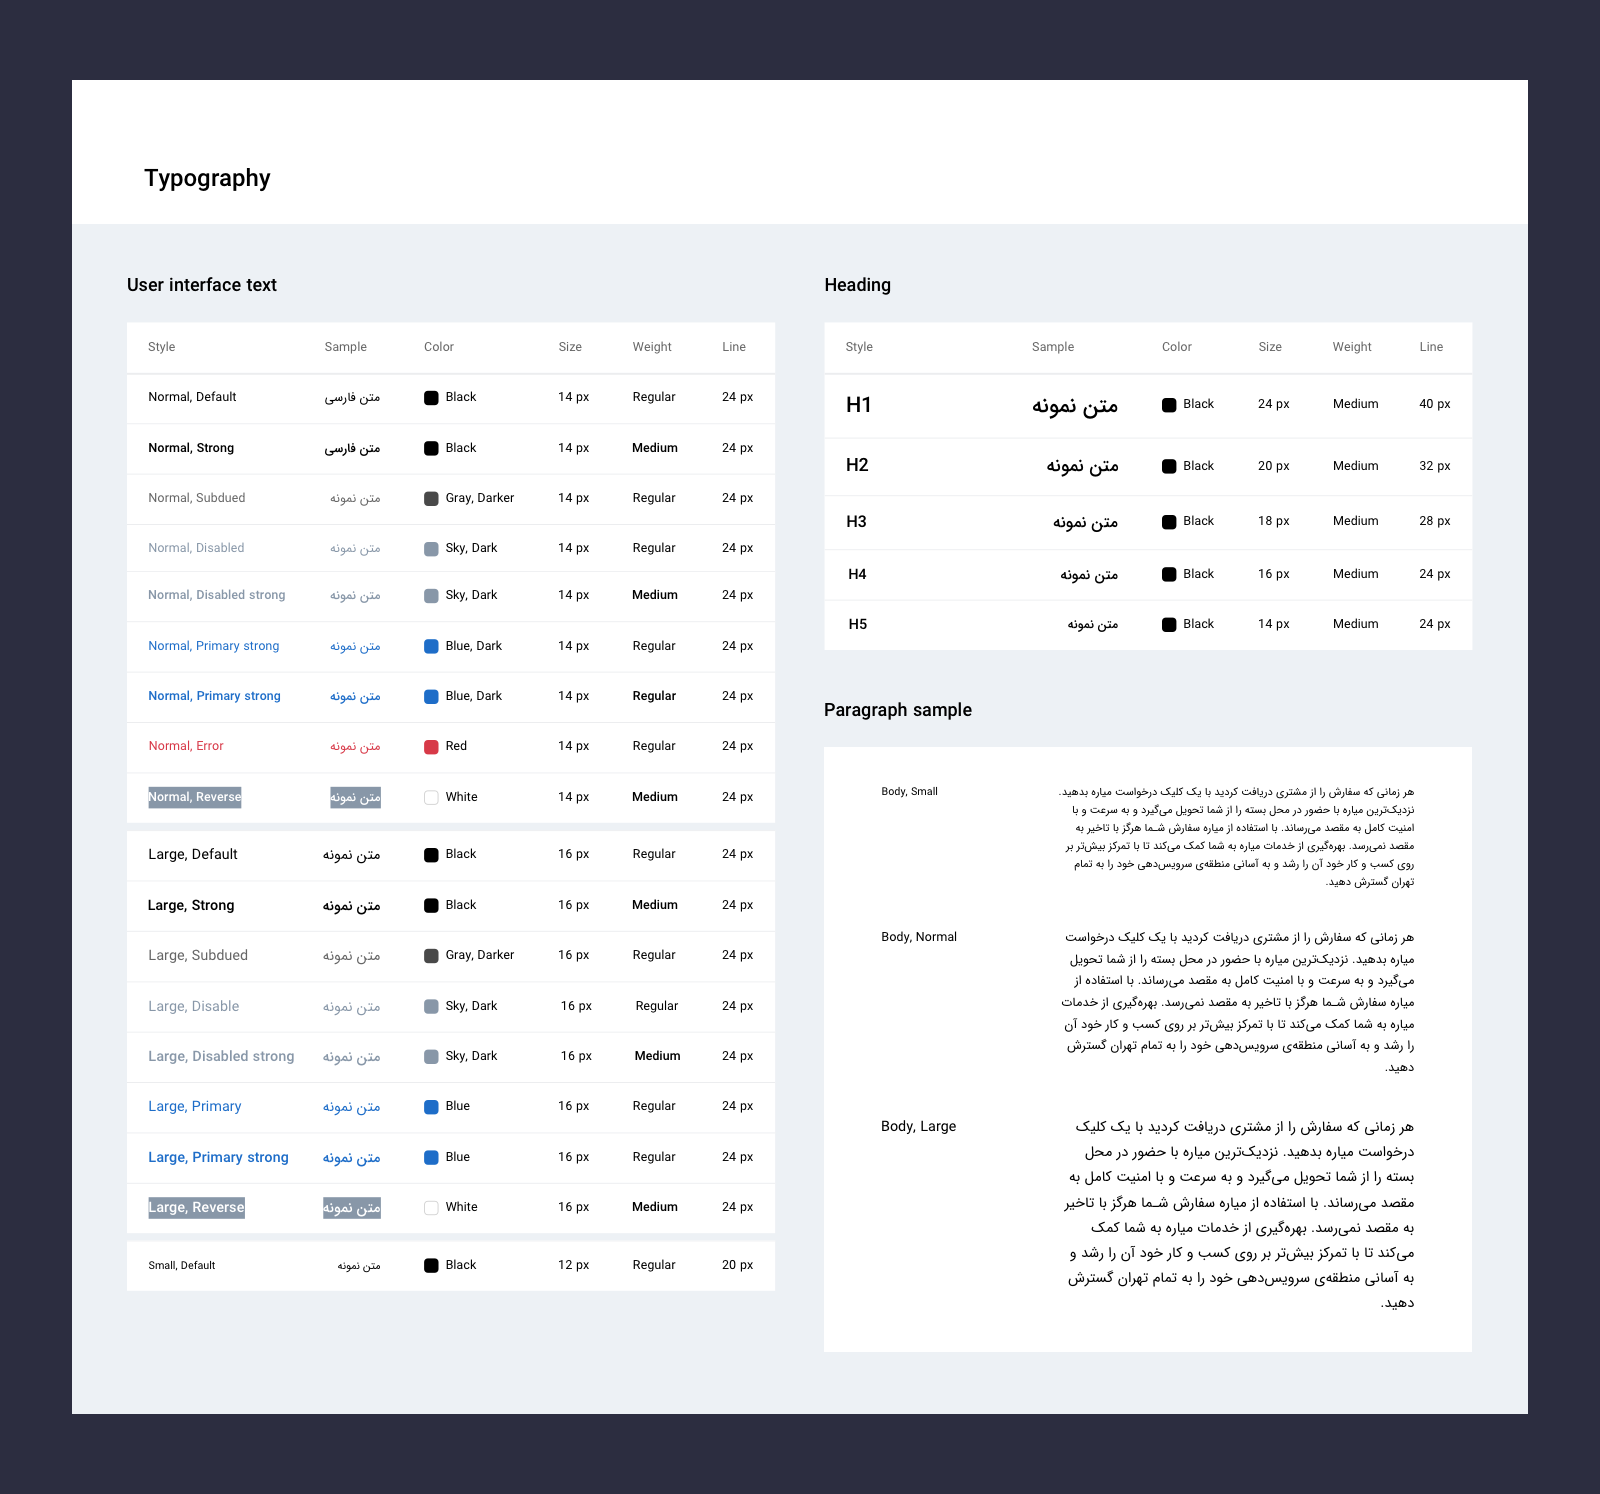 Typography
User interface text
Style Sample Color Size Weight Line
Normal, Default متن فارسی Black 14 px Regular 24 px
Normal, Strong متن فارسی Black 14 px Medium 24 px
Normal, Subdued متن نمونه Gray, Darker 14 px Regular 24 px
Normal, Disabled متن نمونه Sky, Dark 14 px Regular 24 px
Normal, Disabled strong متن نمونه Sky, Dark 14 px Medium 24 px
Normal, Primary strong متن نمونه Blue, Dark 14 px Regular 24 px
Normal, Primary strong متن نمونه Blue, Dark 14 px Regular 24 px
Normal, Error متن نمونه Red 14 px Regular 24 px
Normal, Reverse متن نمونه White 14 px Medium 24 px
Large, Default متن نمونه Black 16 px Regular 24 px
Large, Strong متن نمونه Black 16 px Medium 24 px
Large, Subdued متن نمونه Gray, Darker 16 px Regular 24 px
Large, Disable متن نمونه Sky, Dark 16 px Regular 24 px
Large, Disabled strong متن نمونه Sky, Dark 16 px Medium 24 px
Large, Primary متن نمونه Blue 16 px Regular 24 px
Large, Primary strong متن نمونه Blue 16 px Regular 24 px
Large, Reverse متن نمونه White 16 px Medium 24 px
Small, Default متن نمونه Black 12 px Regular 20 px
Heading
Style Sample Color Size Weight Line
H1 متن نمونه Black 24 px Medium 40 px
H2 متن نمونه Black 20 px Medium 32 px
H3 متن نمونه Black 18 px Medium 28 px
H4 متن نمونه Black 16 px Medium 24 px
H5 متن نمونه Black 14 px Medium 24 px
Paragraph sample
Body, Small
هر زمانی که سفارش را از مشتری دریافت کردید با یک کلیک درخواست میاره بدهید.
نزدیک‌ترین میاره با حضور در محل بسته را از شما تحویل می‌گیرد و به سرعت و با
امنیت کامل به مقصد می‌رساند. با استفاده از میاره سفارش شـما هرگز با تاخیر به
مقصد نمی‌رسد. بهره‌گیری از خدمات میاره به شما کمک می‌کند تا با تمرکز بیش‌تر بر
روی کسب و کار خود آن را رشد و به آسانی منطقه‌ی سرویس‌دهی خود را به تمام
تهران گسترش دهید.
Body, Normal
هر زمانی که سفارش را از مشتری دریافت کردید با یک کلیک درخواست
میاره بدهید. نزدیک‌ترین میاره با حضور در محل بسته را از شما تحویل
می‌گیرد و به سرعت و با امنیت کامل به مقصد می‌رساند. با استفاده از
میاره سفارش شـما هرگز با تاخیر به مقصد نمی‌رسد. بهره‌گیری از خدمات
میاره به شما کمک می‌کند تا با تمرکز بیش‌تر بر روی کسب و کار خود آن
را رشد و به آسانی منطقه‌ی سرویس‌دهی خود را به تمام تهران گسترش
دهید.
Body, Large
هر زمانی که سفارش را از مشتری دریافت کردید با یک کلیک
درخواست میاره بدهید. نزدیک‌ترین میاره با حضور در محل
بسته را از شما تحویل می‌گیرد و به سرعت و با امنیت کامل به
مقصد می‌رساند. با استفاده از میاره سفارش شـما هرگز با تاخیر
به مقصد نمی‌رسد. بهره‌گیری از خدمات میاره به شما کمک
می‌کند تا با تمرکز بیش‌تر بر روی کسب و کار خود آن را رشد و
به آسانی منطقه‌ی سرویس‌دهی خود را به تمام تهران گسترش
دهید.